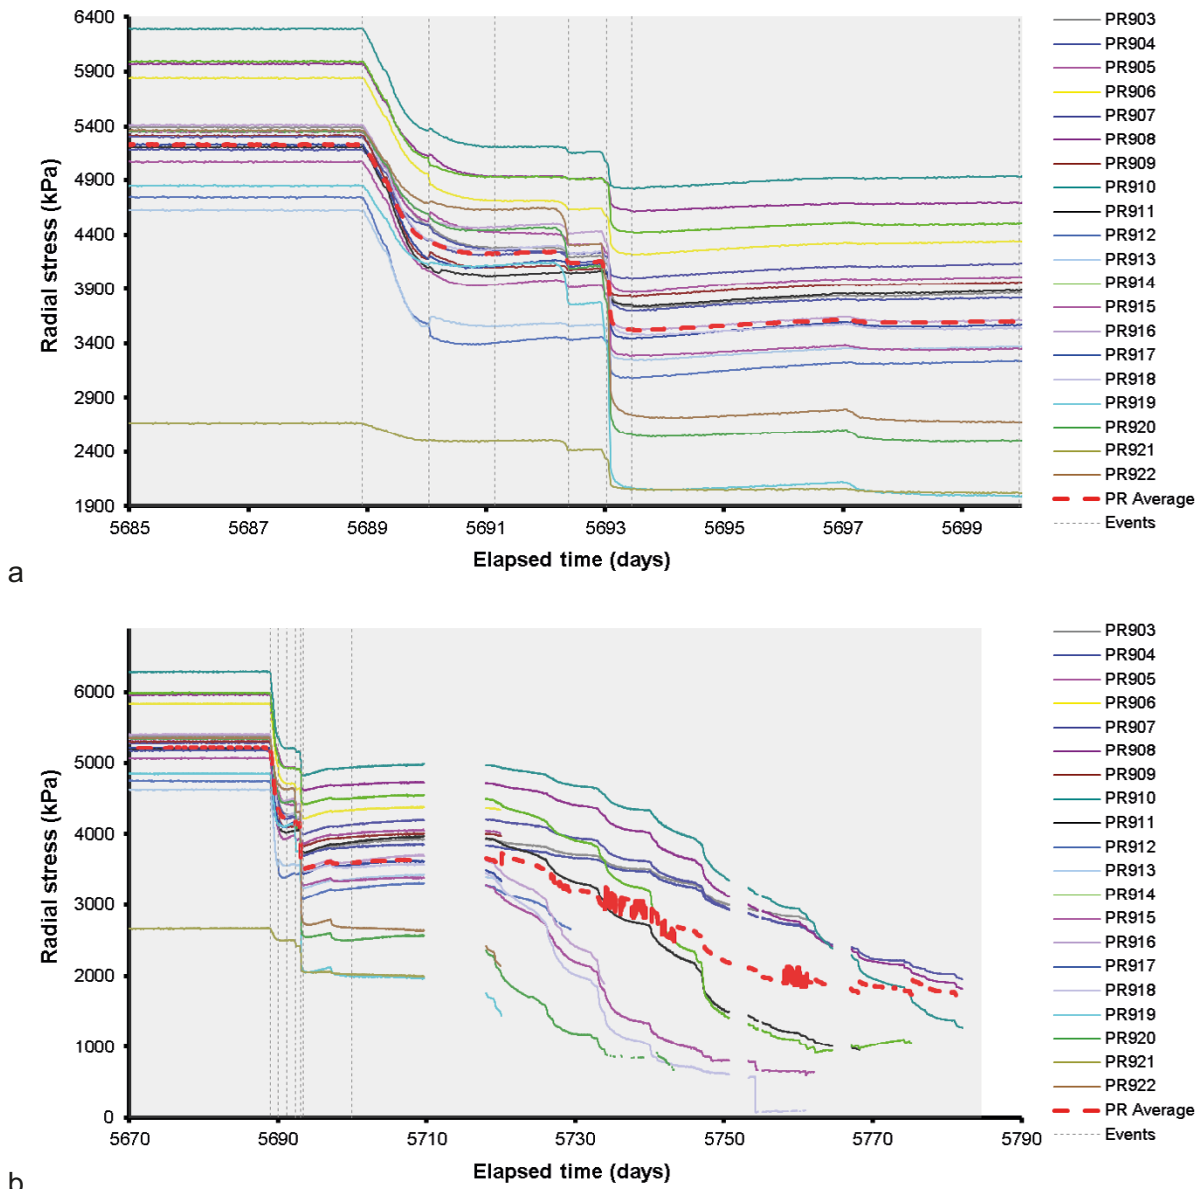 6400
5900
5400
4900
4400
3900
3400
2900
2400
1900
Radial stress (kPa)
5685 5687 5689 5691 5693 5695 5697 5699
Elapsed time (days)
PR903
PR904
PR905
PR906
PR907
PR908
PR909
PR910
PR911
PR912
PR913
PR914
PR915
PR916
PR917
PR918
PR919
PR920
PR921
PR922
PR Average
Events
a
6000
5000
4000
3000
2000
1000
0
Radial stress (kPa)
5670 5690 5710 5730 5750 5770 5790
Elapsed time (days)
PR903
PR904
PR905
PR906
PR907
PR908
PR909
PR910
PR911
PR912
PR913
PR914
PR915
PR916
PR917
PR918
PR919
PR920
PR921
PR922
PR Average
Events
b